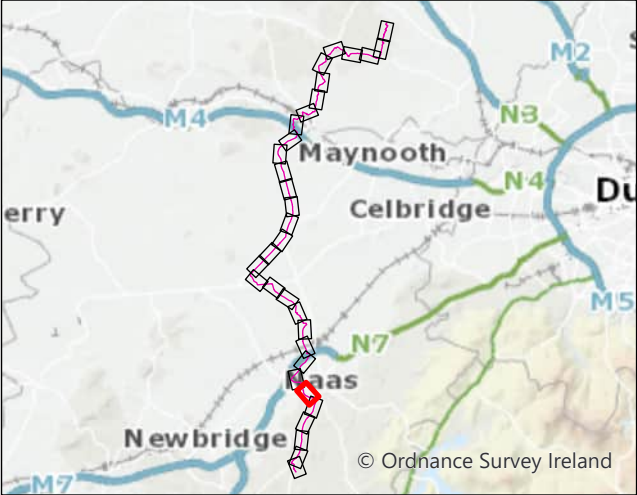 M2
N3
M4
Maynooth
N4
Du
erry
Celbridge
M5
N7
Naas
Newbridge
© Ordnance Survey Ireland
M7